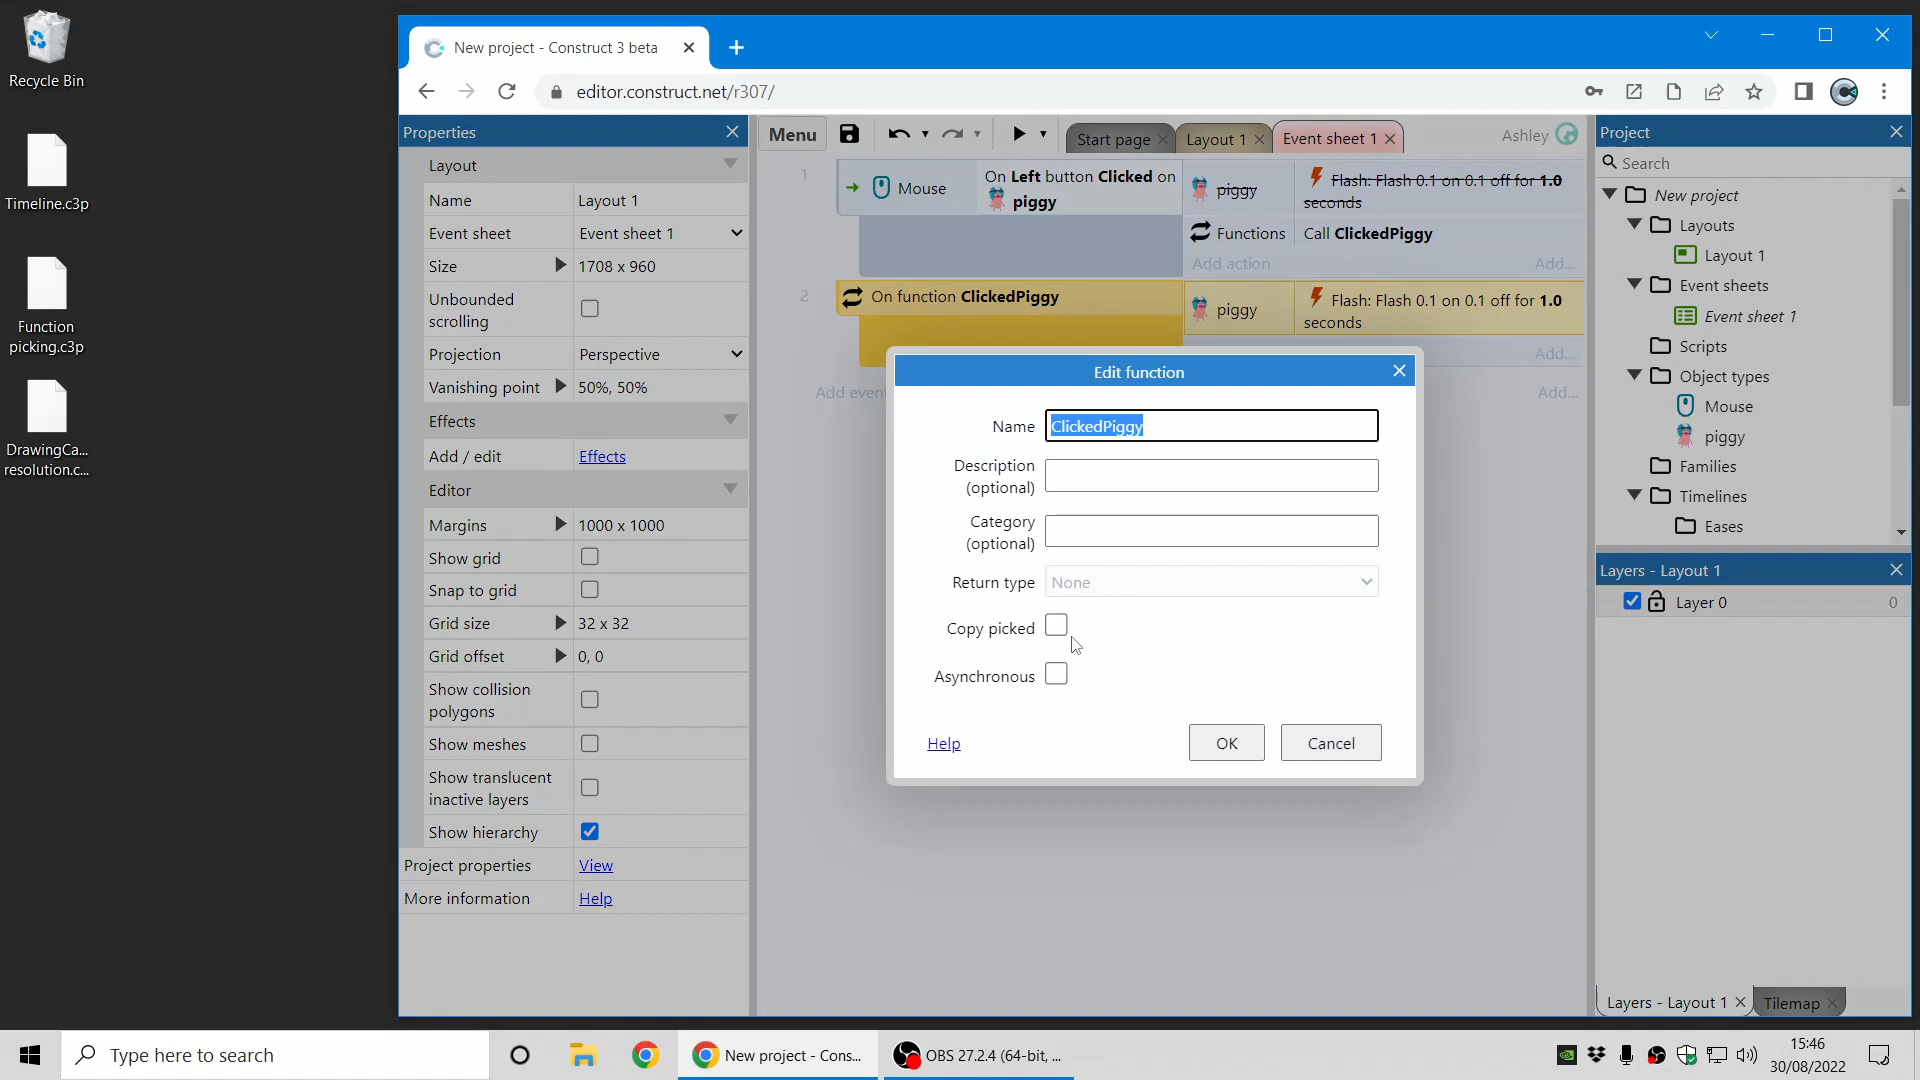 Recycle Bin
Timeline.c3p
Function
picking.c3p
DrawingCa...
resolution.c...
New project - Construct 3 beta
editor.construct.net/r307/
Properties
Layout
Name Layout 1
Event sheet Event sheet 1
Size 1708 x 960
Unbounded
scrolling
Projection Perspective
Vanishing point 50%, 50%
Effects
Add / edit Effects
Editor
Margins 1000 x 1000
Show grid
Snap to grid
Grid size 32 x 32
Grid offset 0, 0
Show collision
polygons
Show meshes
Show translucent
inactive layers
Show hierarchy
Project properties View
More information Help
Menu
Start page
Layout 1
Event sheet 1
Ashley
1
Mouse
On Left button Clicked on
piggy
piggy
Flash: Flash 0.1 on 0.1 off for 1.0
seconds
Functions
Call ClickedPiggy
Add action
Add...
2
On function ClickedPiggy
piggy
Flash: Flash 0.1 on 0.1 off for 1.0
seconds
Add...
Add even
Add...
Edit function
Name ClickedPiggy
Description
(optional)
Category
(optional)
Return type None
Copy picked
Asynchronous
Help
OK
Cancel
Project
Search
New project
Layouts
Layout 1
Event sheets
Event sheet 1
Scripts
Object types
Mouse
piggy
Families
Timelines
Eases
Layers - Layout 1
Layer 0 0
Layers - Layout 1
Tilemap
Type here to search
New project - Cons...
OBS 27.2.4 (64-bit, ...
15:46
30/08/2022